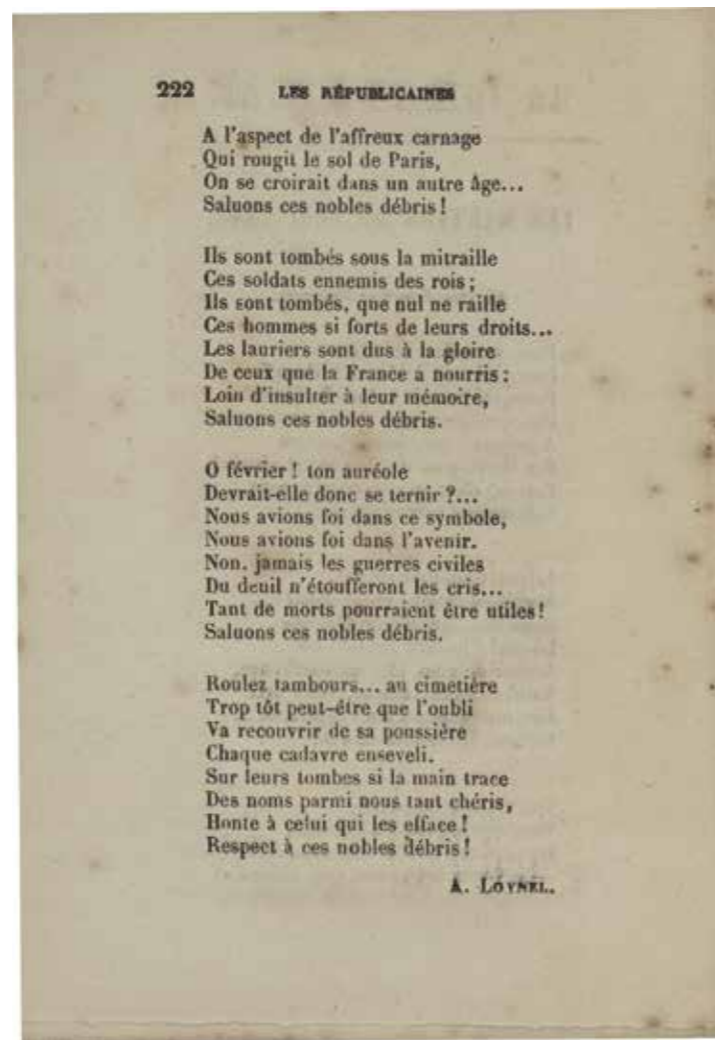 222 LES RÉPUBLICAINES
A l'aspect de l'affreux carnage
Qui rougit le sol de Paris,
On se croirait dans un autre âge...
Saluons ces nobles débris !
Ils sont tombés sous la mitraille
Ces soldats ennemis des rois ;
Ils sont tombés, que nul ne raille
Ces hommes si forts de leurs droits...
Les lauriers sont dus à la gloire
De ceux que la France a nourris :
Loin d'insulter à leur mémoire,
Saluons ces nobles débris.
O février ! ton auréole
Devrait-elle donc se ternir ?...
Nous avions foi dans ce symbole,
Nous avions foi dans l'avenir.
Non. jamais les guerres civiles
Du deuil n'étoufferont les cris...
Tant de morts pourraient être utiles !
Saluons ces nobles débris.
Roulez tambours... au cimetière
Trop tôt peut-être que l'oubli
Va recouvrir de sa poussière
Chaque cadavre enseveli.
Sur leurs tombes si la main trace
Des noms parmi nous tant chéris,
Honte à celui qui les efface !
Respect à ces nobles débris !
A. LOYNEL.